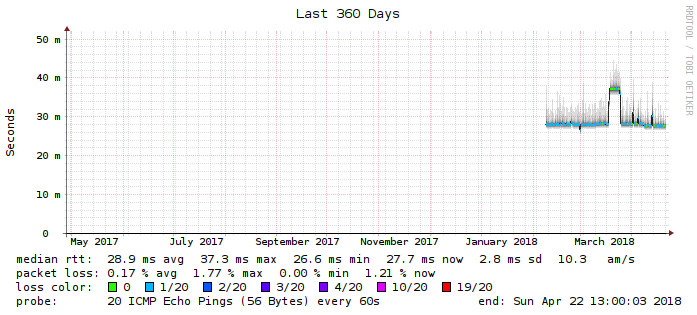 Last 360 Days
RRDTOOL / TOBI OETIKER
Seconds
50 m
40 m
30 m
20 m
10 m
0
May 2017 July 2017 September 2017 November 2017 January 2018 March 2018
median rtt: 28.9 ms avg 37.3 ms max 26.6 ms min 27.7 ms now 2.8 ms sd 10.3 am/s
packet loss: 0.17 % avg 1.77 % max 0.00 % min 1.21 % now
loss color: 0 1/20 2/20 3/20 4/20 10/20 19/20
probe: 20 ICMP Echo Pings (56 Bytes) every 60s end: Sun Apr 22 13:00:03 2018